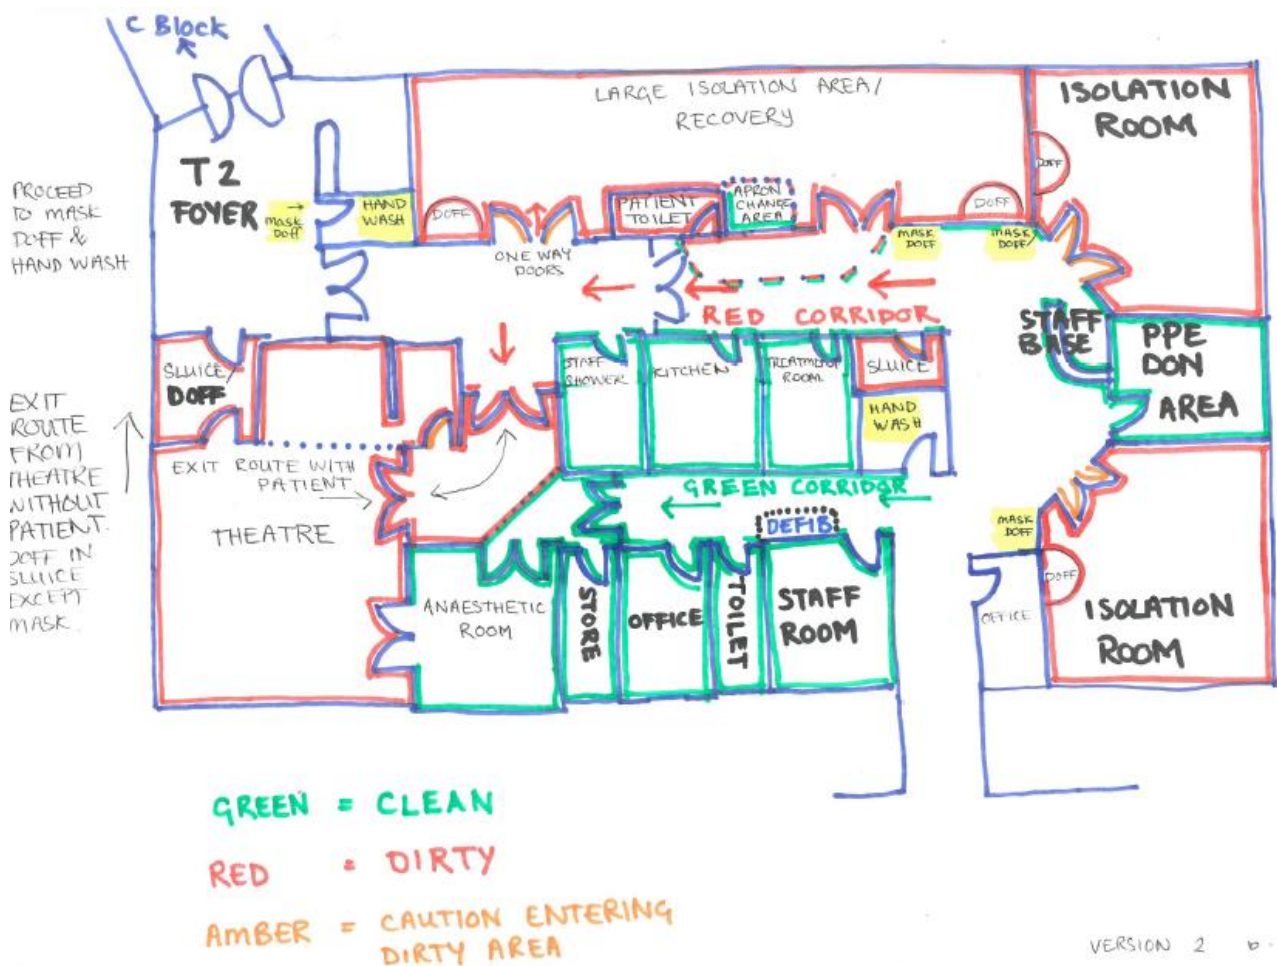 C Block
LARGE ISOLATION AREA/
RECOVERY
ISOLATION
ROOM
DOFF
T2
FOYER
PROCEED
TO MASK
DOFF &
HAND WASH
MASK
DOFF
HAND
WASH
DOFF
PATIENT
TOILET
APRON
CHANGE
AREA
DOFF
MASK
DOFF
MASK
DOFF
ONE WAY
DOORS
RED CORRIDOR
STAFF
BASE
PPE
DON
AREA
SLUICE
DOFF
STAFF
SHOWER
KITCHEN
TREATMENT
ROOM
SLUICE
HAND
WASH
EXIT
ROUTE
FROM
THEATRE
WITHOUT
PATIENT.
DOFF IN
SLUICE
EXCEPT
MASK.
EXIT ROUTE WITH
PATIENT
THEATRE
GREEN CORRIDOR
DEFIB
MASK
DOFF
DOFF
ANAESTHETIC
ROOM
STORE
OFFICE
TOILET
STAFF
ROOM
OFFICE
ISOLATION
ROOM
GREEN = CLEAN
RED = DIRTY
AMBER = CAUTION ENTERING
DIRTY AREA
VERSION 2